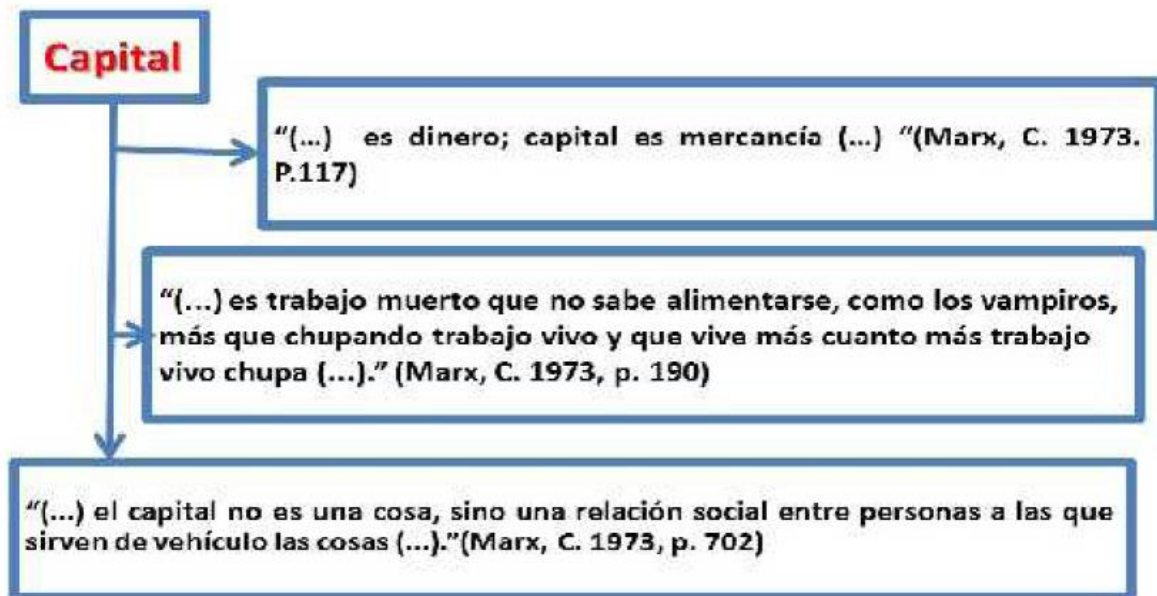 Capital
“(...) es dinero; capital es mercancía (...) “(Marx, C. 1973.
P.117)
“(...) es trabajo muerto que no sabe alimentarse, como los vampiros,
más que chupando trabajo vivo y que vive más cuanto más trabajo
vivo chupa (...).” (Marx, C. 1973, p. 190)
“(...) el capital no es una cosa, sino una relación social entre personas a las que
sirven de vehículo las cosas (...).”(Marx, C. 1973, p. 702)